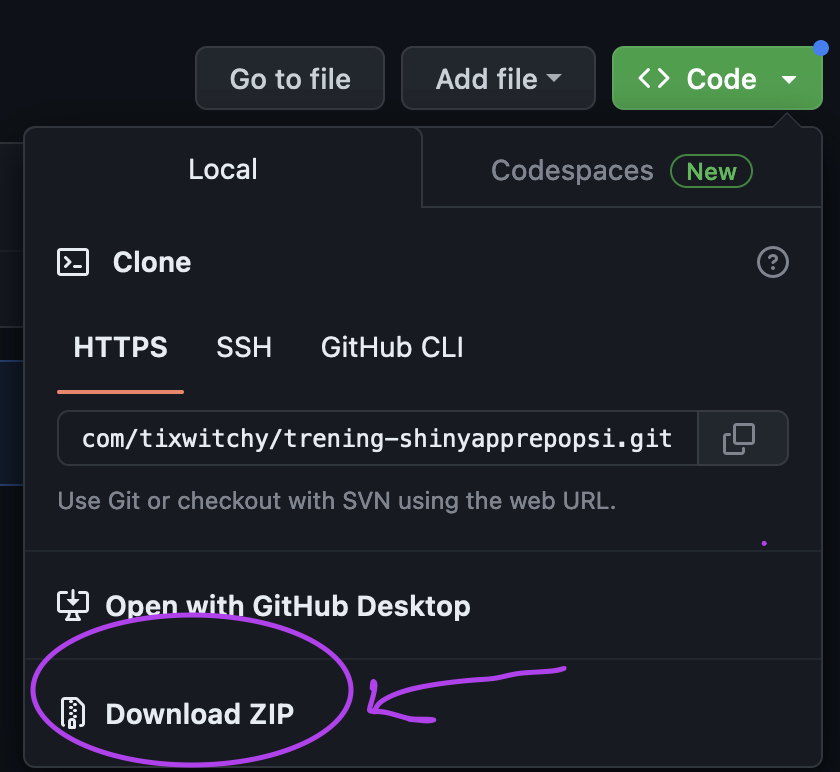 Go to file Add file Code
Local Codespaces New
Clone
HTTPS SSH GitHub CLI
com/tixwitchy/trening-shinyapprepopsi.git
Use Git or checkout with SVN using the web URL.
Open with GitHub Desktop
Download ZIP